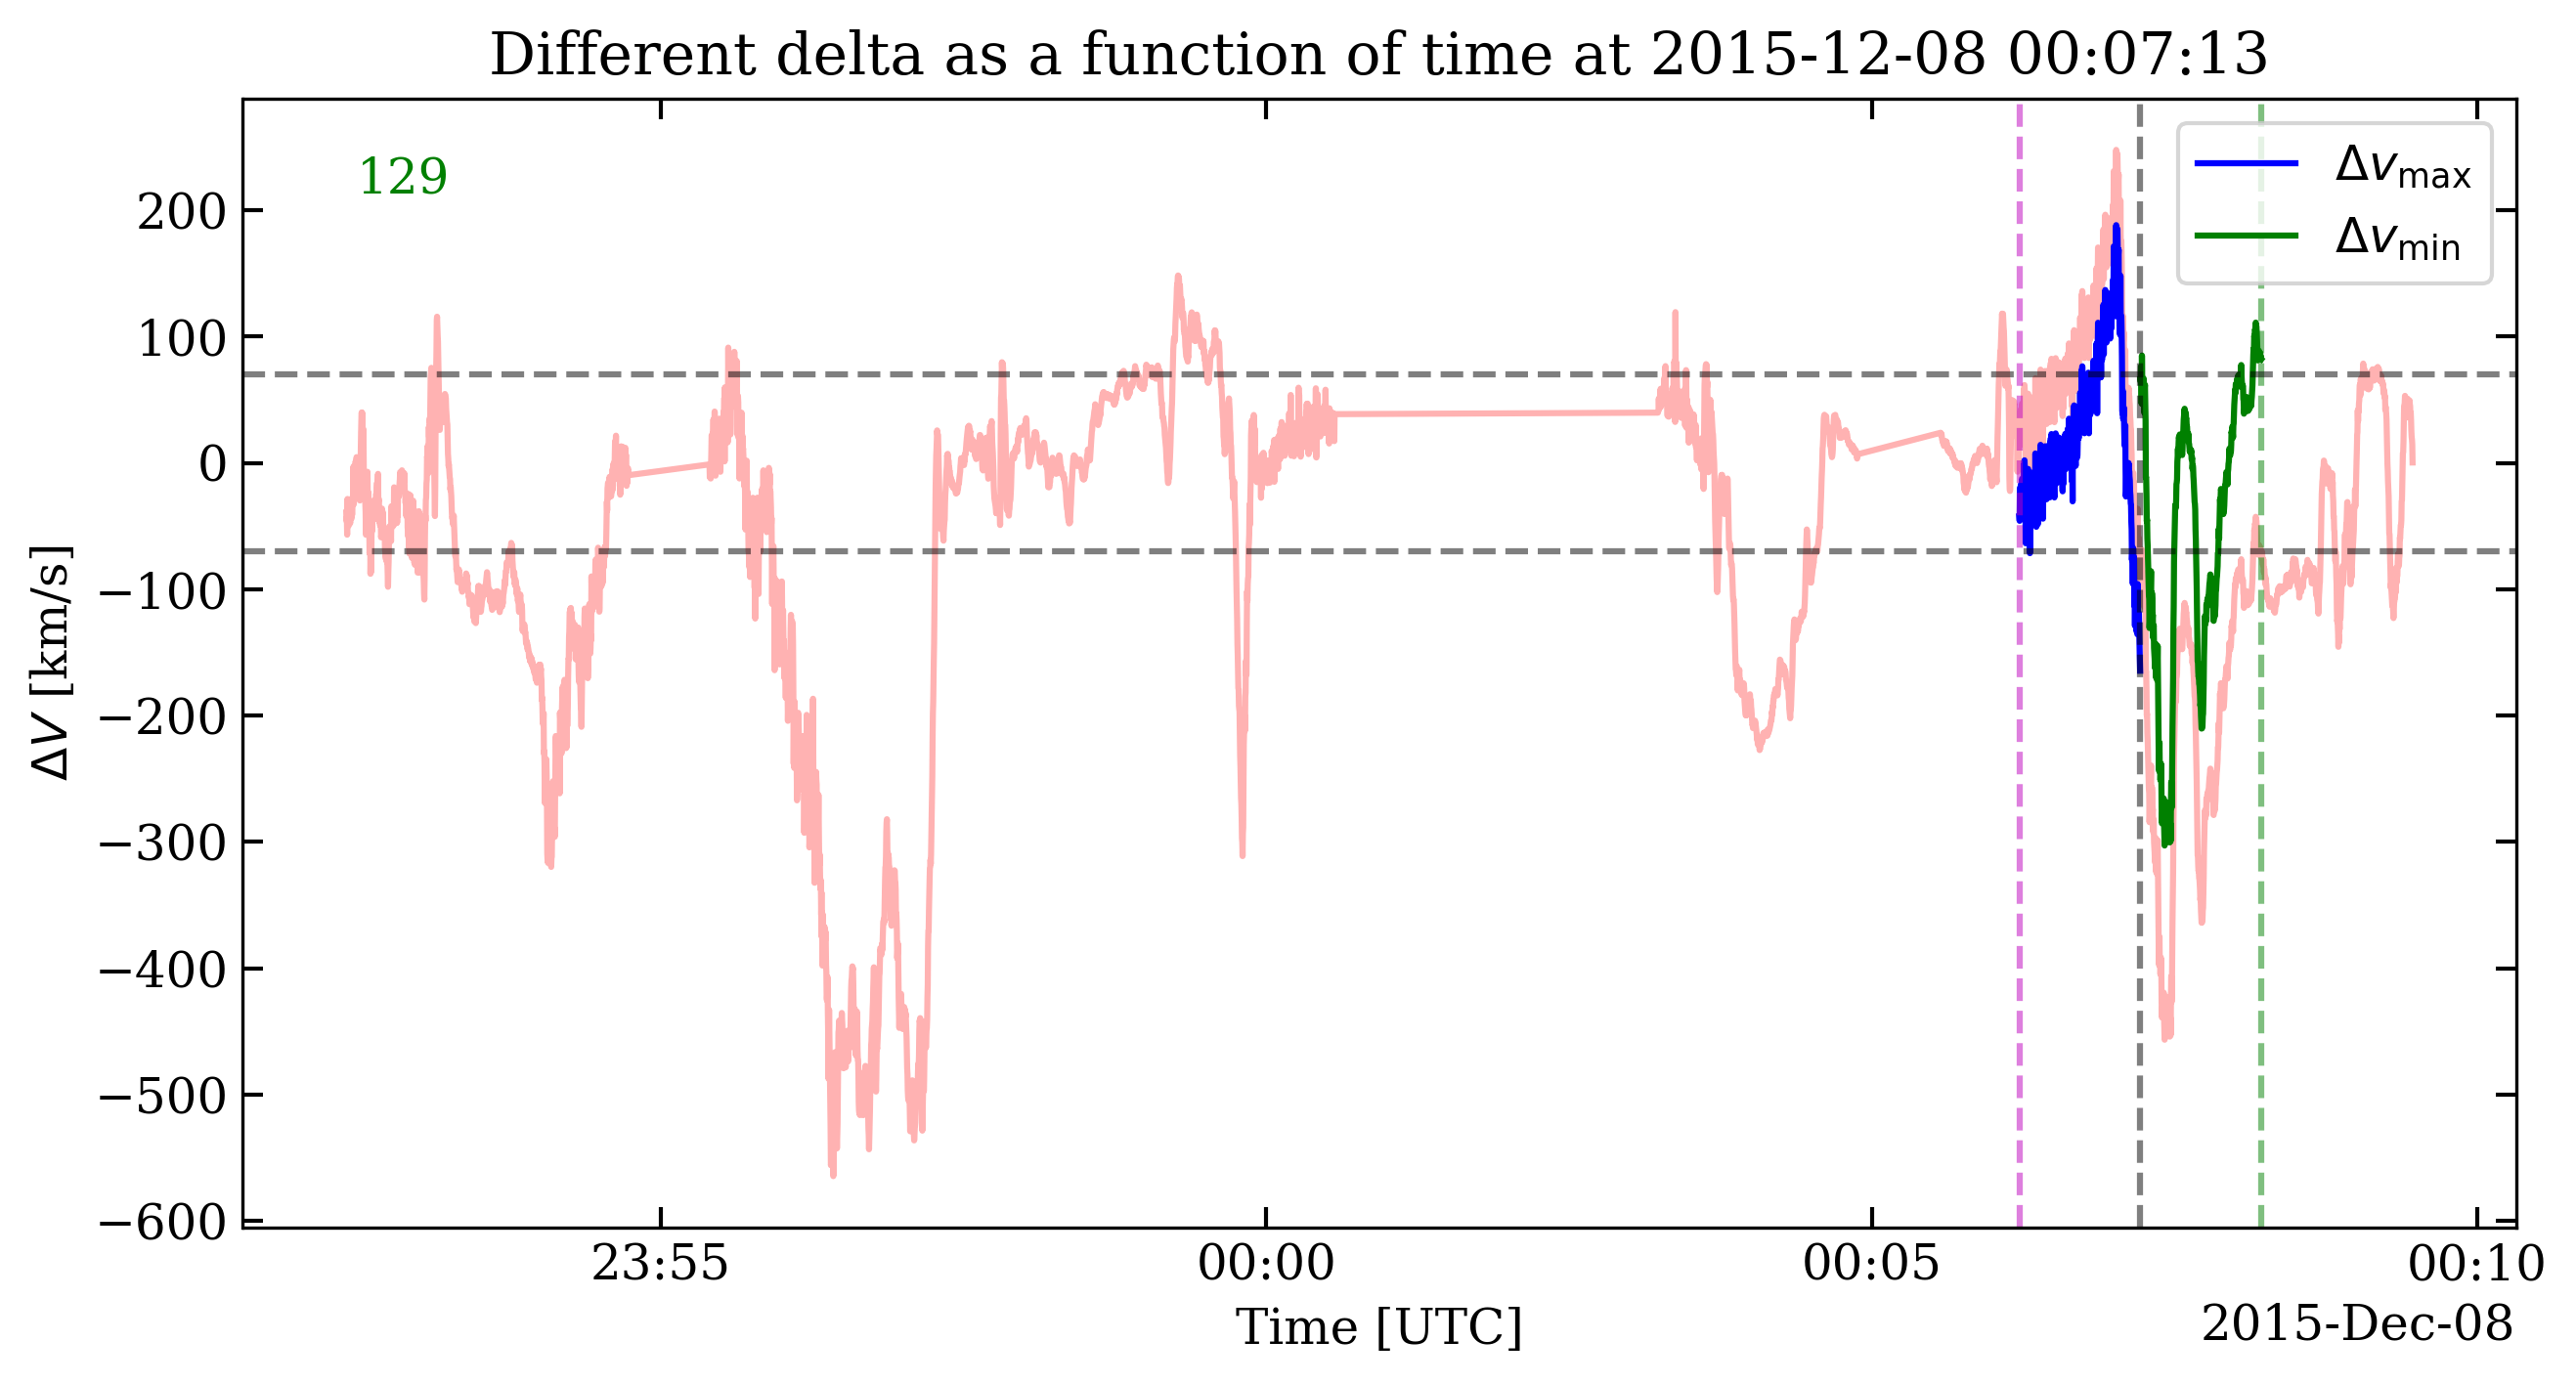 Different delta as a function of time at 2015-12-08 00:07:13
129
Δv_max
Δv_min
200
100
0
−100
−200
−300
−400
−500
−600
ΔV [km/s]
23:55 00:00 00:05 00:10
Time [UTC]
2015-Dec-08